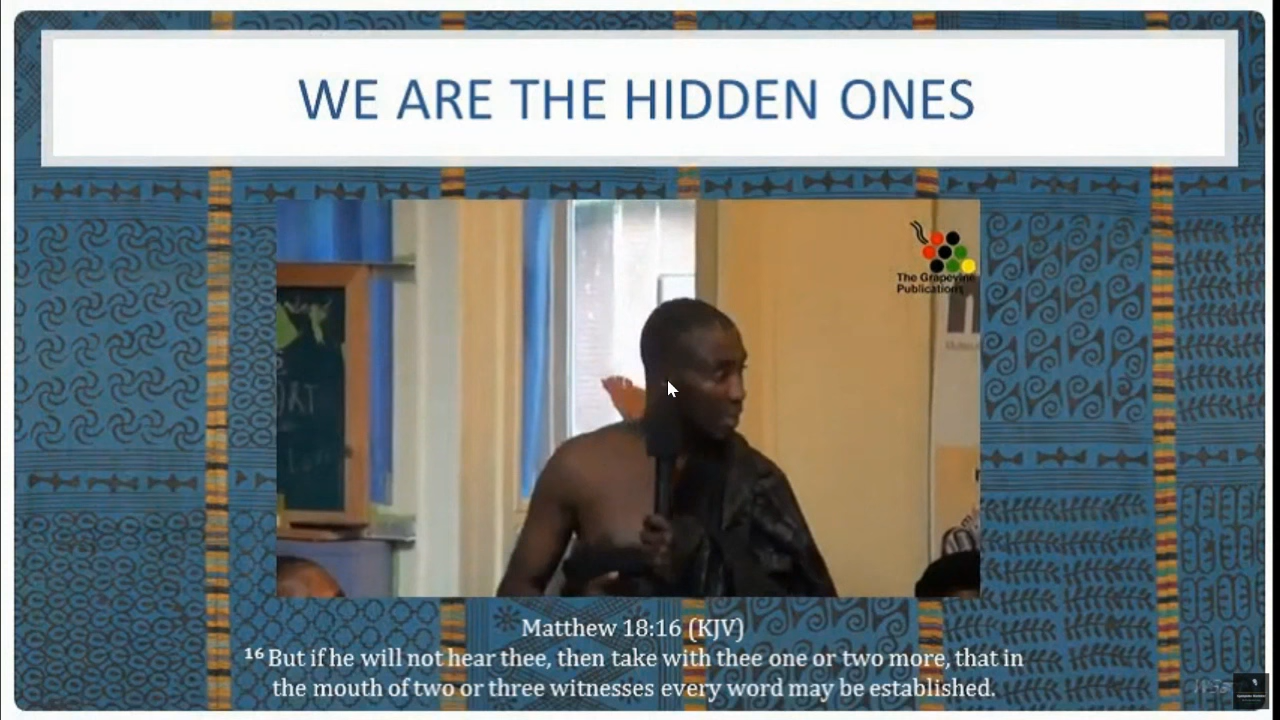 WE ARE THE HIDDEN ONES
The Grapevine
Publications
Matthew 18:16 (KJV)
16 But if he will not hear thee, then take with thee one or two more, that in
the mouth of two or three witnesses every word may be established.